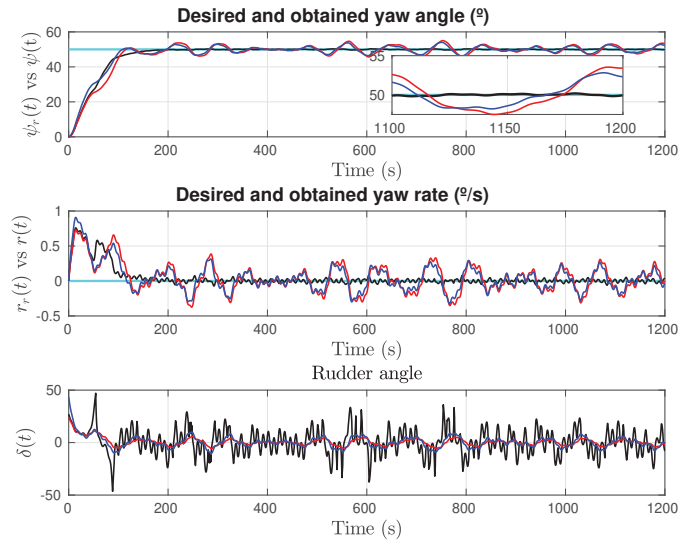 Desired and obtained yaw angle (º)
ψr(t) vs ψ(t)
60
40
20
0
55
50
1100 1150 1200
0 200 400 600 800 1000 1200
Time (s)
Desired and obtained yaw rate (º/s)
rr(t) vs r(t)
1
0.5
0
-0.5
0 200 400 600 800 1000 1200
Time (s)
Rudder angle
δ(t)
50
0
-50
0 200 400 600 800 1000 1200
Time (s)